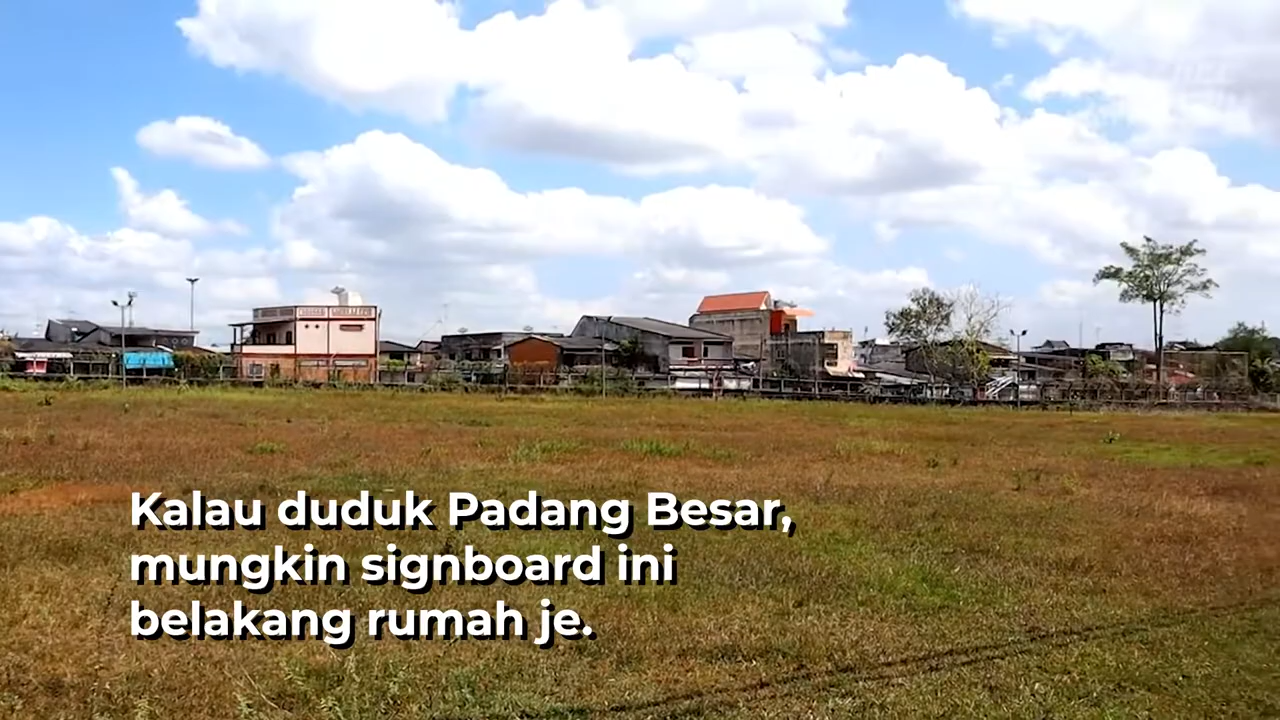 Kalau duduk Padang Besar,
mungkin signboard ini
belakang rumah je.